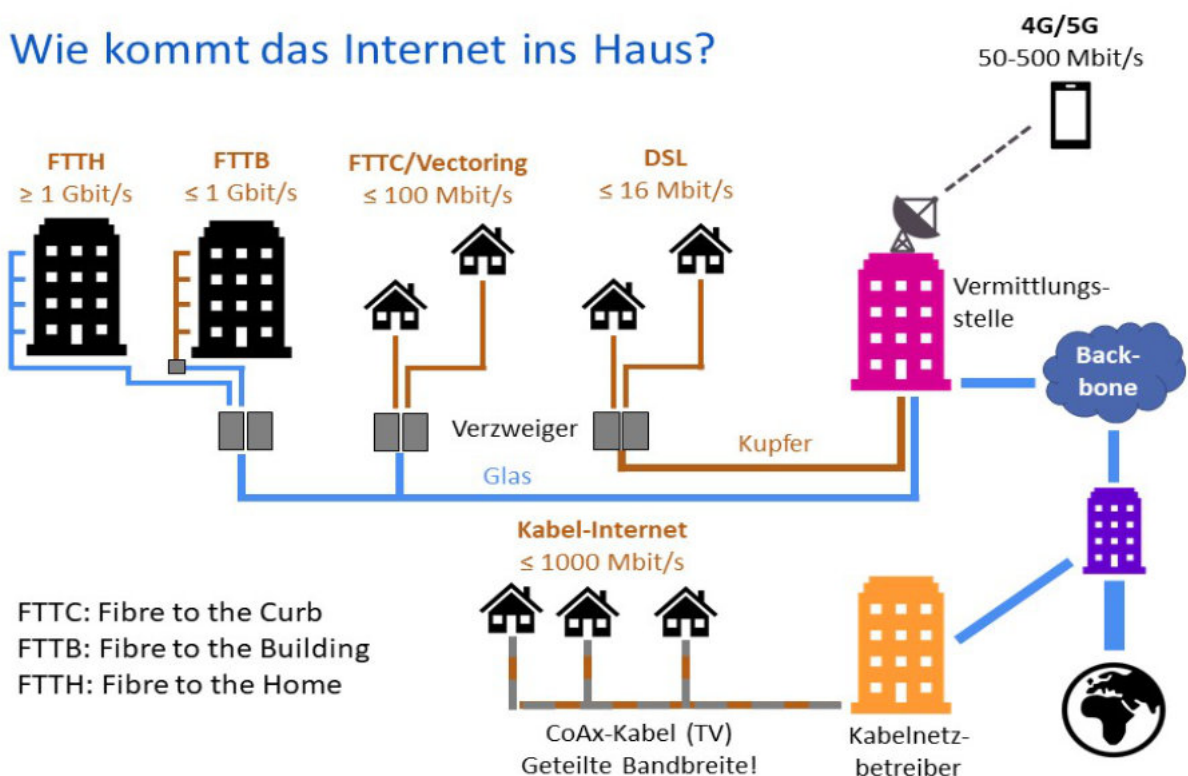 Wie kommt das Internet ins Haus?
4G/5G
50-500 Mbit/s
FTTH
≥ 1 Gbit/s
FTTB
≤ 1 Gbit/s
FTTC/Vectoring
≤ 100 Mbit/s
DSL
≤ 16 Mbit/s
Vermittlungs-
stelle
Back-
bone
Verzweiger
Kupfer
Glas
Kabel-Internet
≤ 1000 Mbit/s
FTTC: Fibre to the Curb
FTTB: Fibre to the Building
FTTH: Fibre to the Home
CoAx-Kabel (TV)
Geteilte Bandbreite!
Kabelnetz-
betreiber